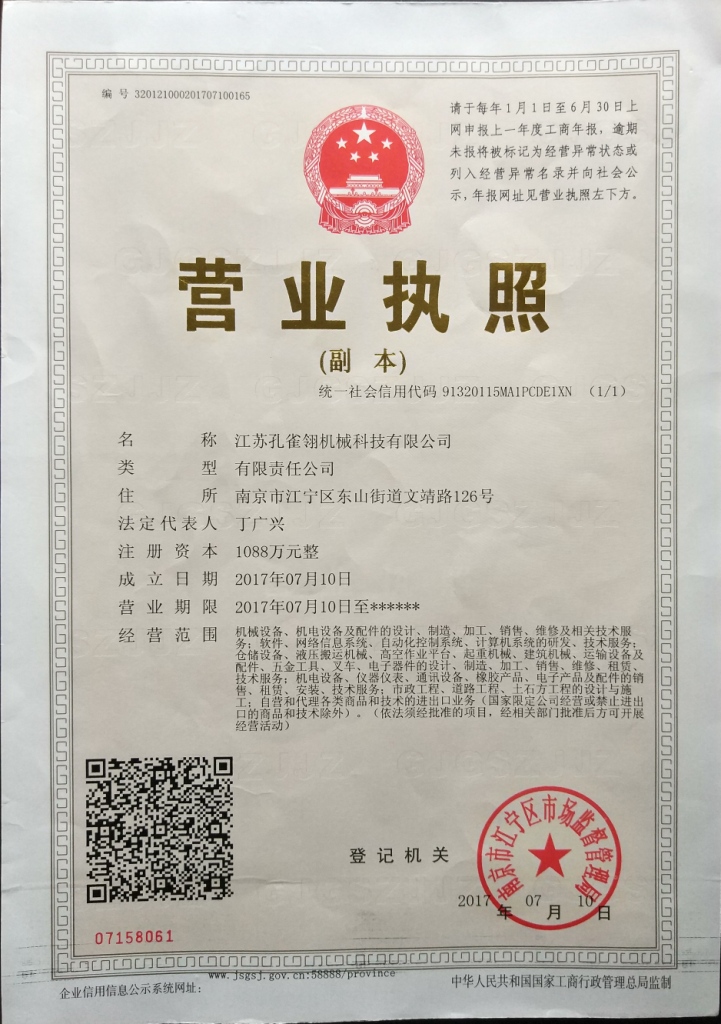 编 号 320121000201707100165
请于每年1月1日至6月30日上
网申报上一年度工商年报，逾期
未报将被标记为经营异常状态或
列入经营异常名录并向社会公
示，年报网址见营业执照左下方。
营业执照
(副 本)
统一社会信用代码 91320115MA1PCDE1XN （1/1）
名 称 江苏孔雀翎机械科技有限公司
类 型 有限责任公司
住 所 南京市江宁区东山街道文靖路126号
法定代表人 丁广兴
注册资本 1088万元整
成立日期 2017年07月10日
营业期限 2017年07月10日至******
经营范围 机械设备、机电设备及配件的设计、制造、加工、销售、维修及相关技术服
务；软件、网络信息系统、自动化控制系统、计算机系统的研发、技术服务；
仓储设备、液压搬运机械、高空作业平台、起重机械、建筑机械、运输设备及
配件、五金工具、叉车、电子器件的设计、制造、加工、销售、维修、租赁、
技术服务；机电设备、仪器仪表、通讯设备、橡胶产品、电子产品及配件的销
售、租赁、安装、技术服务；市政工程、道路工程、土石方工程的设计与施
工；自营和代理各类商品和技术的进出口业务（国家限定公司经营或禁止进出
口的商品和技术除外）。（依法须经批准的项目，经相关部门批准后方可开展
经营活动）
登记机关
南京市江宁区市场监督管理局
2017年 07月 10日
07158061
企业信用信息公示系统网址： www.jsgsj.gov.cn:58888/province
中华人民共和国国家工商行政管理总局监制